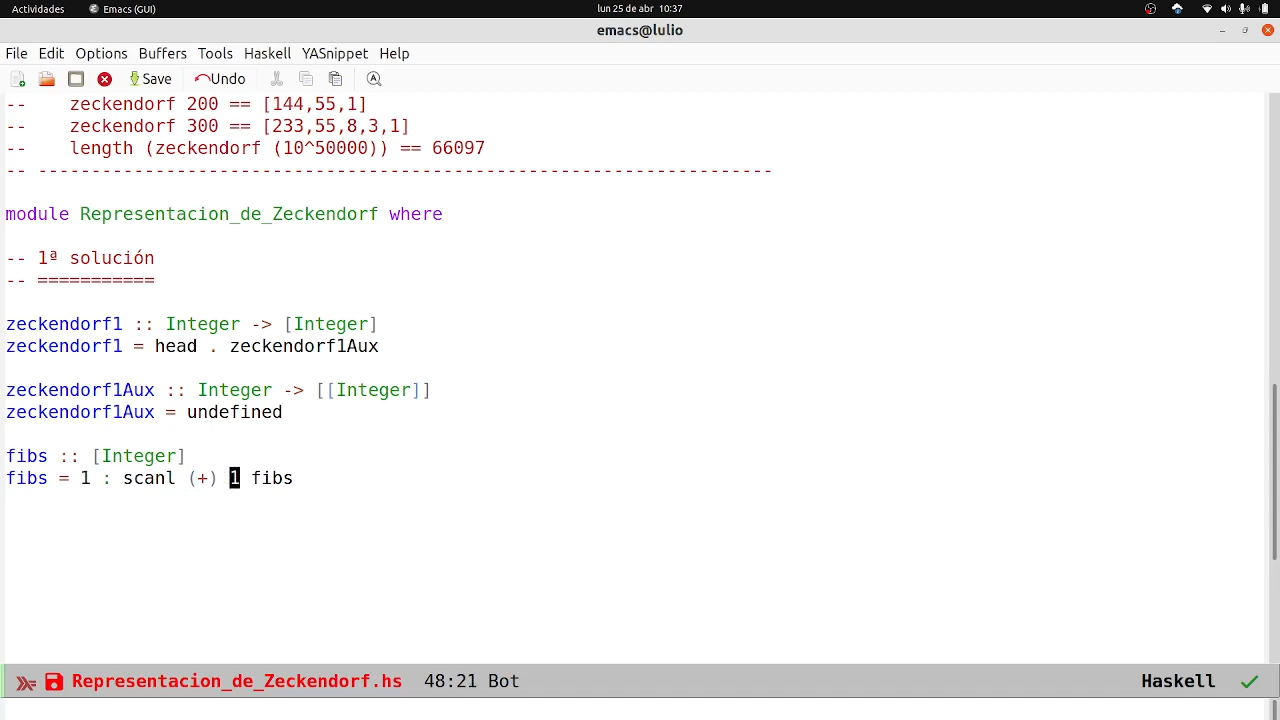 Actividades Emacs (GUI) lun 25 de abr 10:37
emacs@lulio
File Edit Options Buffers Tools Haskell YASnippet Help
Save Undo
-- zeckendorf 200 == [144,55,1]
-- zeckendorf 300 == [233,55,8,3,1]
-- length (zeckendorf (10^50000)) == 66097
-- ---------------------------------------------------------------------
module Representacion_de_Zeckendorf where
-- 1ª solución
-- ===========
zeckendorf1 :: Integer -> [Integer]
zeckendorf1 = head . zeckendorf1Aux
zeckendorf1Aux :: Integer -> [[Integer]]
zeckendorf1Aux = undefined
fibs :: [Integer]
fibs = 1 : scanl (+) 1 fibs
Representacion_de_Zeckendorf.hs 48:21 Bot Haskell